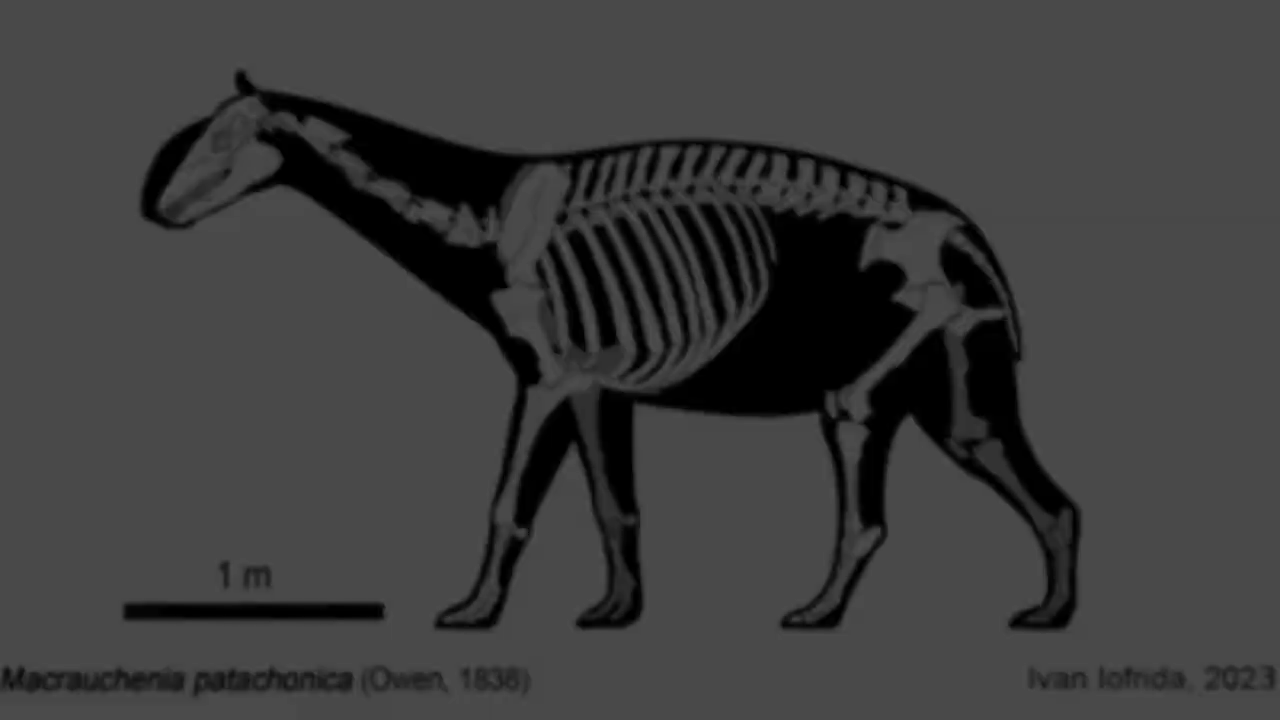 1 m
Macrauchenia patachonica (Owen, 1838)
Ivan Iofrida, 2023